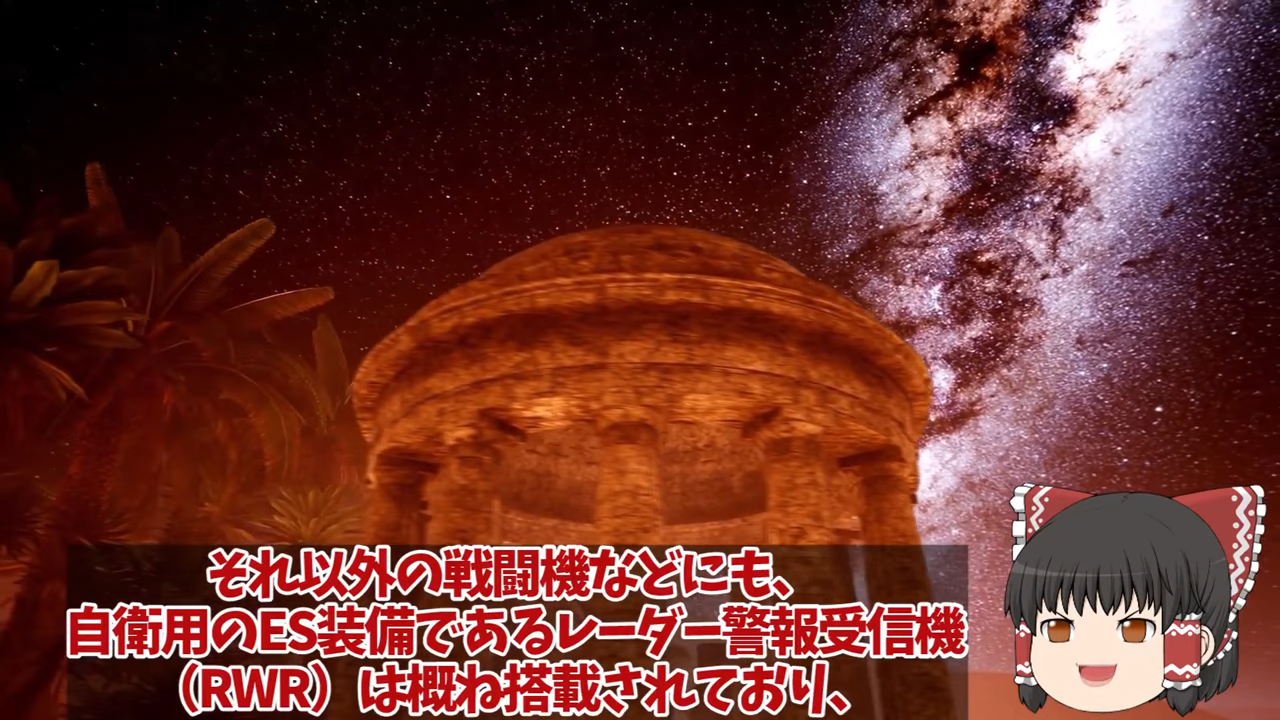 それ以外の戦闘機などにも、
自衛用のES装備であるレーダー警報受信機
（RWR）は概ね搭載されており、